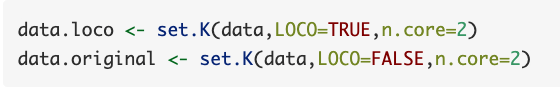 data.loco <- set.K(data,LOCO=TRUE,n.core=2)
data.original <- set.K(data,LOCO=FALSE,n.core=2)